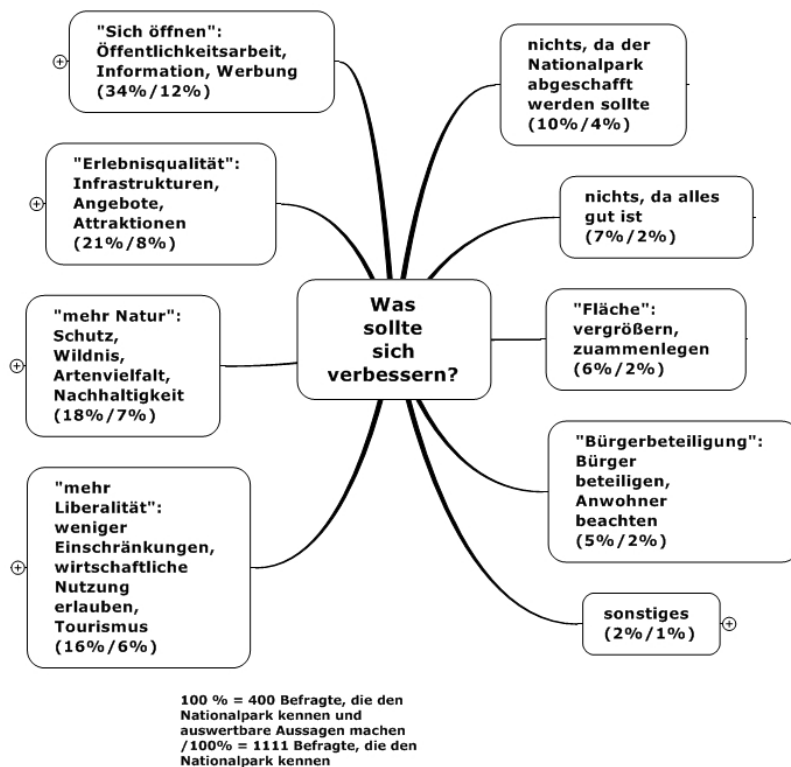 "Sich öffnen":
Öffentlichkeitsarbeit,
Information, Werbung
(34%/12%)
"Erlebnisqualität":
Infrastrukturen,
Angebote,
Attraktionen
(21%/8%)
"mehr Natur":
Schutz,
Wildnis,
Artenvielfalt,
Nachhaltigkeit
(18%/7%)
"mehr
Liberalität":
weniger
Einschränkungen,
wirtschaftliche
Nutzung
erlauben,
Tourismus
(16%/6%)
Was
sollte
sich
verbessern?
nichts, da der
Nationalpark
abgeschafft
werden sollte
(10%/4%)
nichts, da alles
gut ist
(7%/2%)
"Fläche":
vergrößern,
zuammenlegen
(6%/2%)
"Bürgerbeteiligung":
Bürger
beteiligen,
Anwohner
beachten
(5%/2%)
sonstiges
(2%/1%)
100 % = 400 Befragte, die den
Nationalpark kennen und
auswertbare Aussagen machen
/100% = 1111 Befragte, die den
Nationalpark kennen